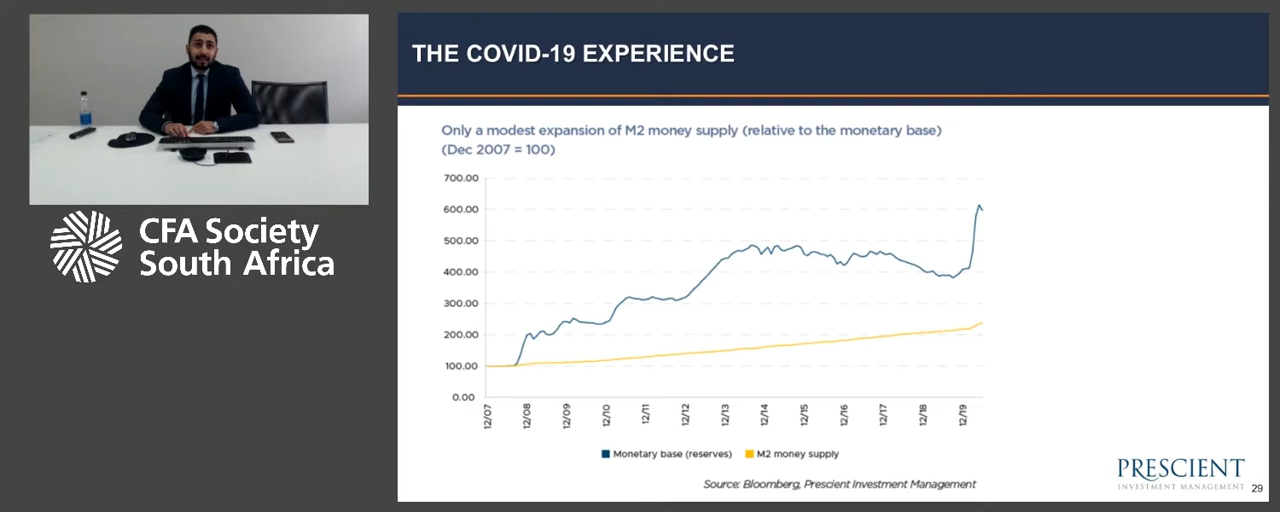 CFA Society
South Africa
THE COVID-19 EXPERIENCE
Only a modest expansion of M2 money supply (relative to the monetary base)
(Dec 2007 = 100)
700.00
600.00
500.00
400.00
300.00
200.00
100.00
0.00
12/07
12/08
12/09
12/10
12/11
12/12
12/13
12/14
12/15
12/16
12/17
12/18
12/19
Monetary base (reserves) M2 money supply
Source: Bloomberg, Prescient Investment Management
PRESCIENT
INVESTMENT MANAGEMENT
29